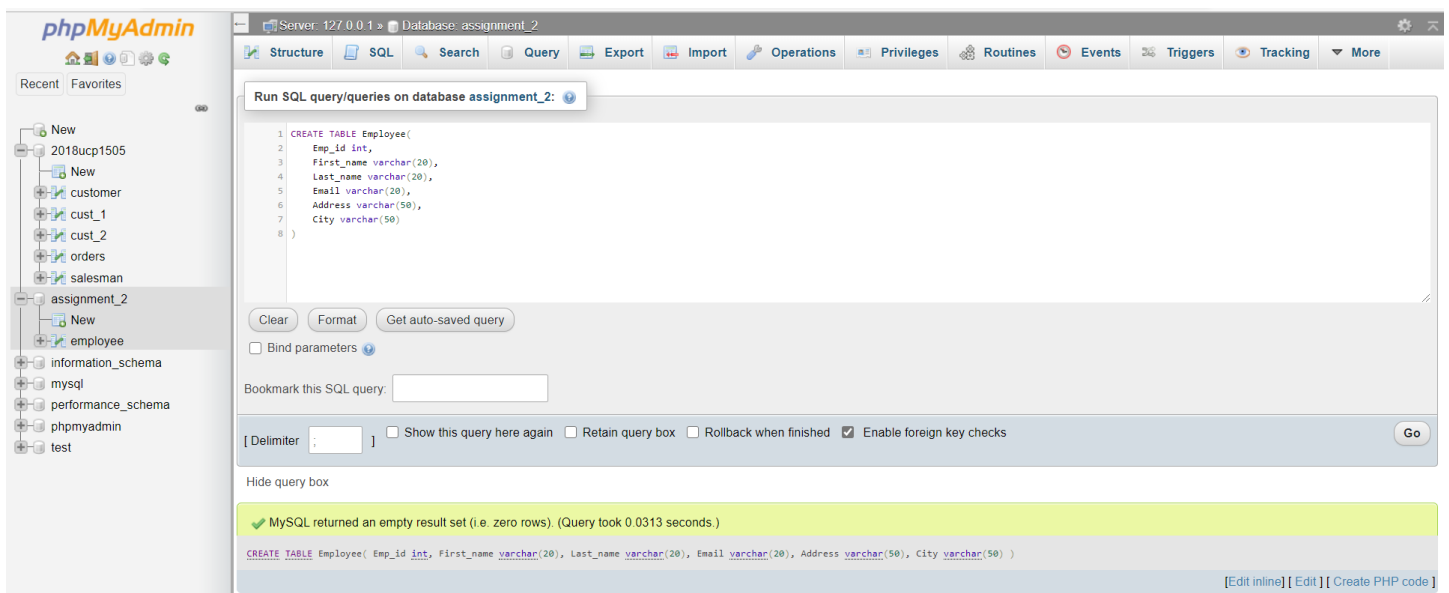 phpMyAdmin
Recent Favorites
New
2018ucp1505
New
customer
cust_1
cust_2
orders
salesman
assignment_2
New
employee
information_schema
mysql
performance_schema
phpmyadmin
test
Server: 127.0.0.1 » Database: assignment_2
Structure SQL Search Query Export Import Operations Privileges Routines Events Triggers Tracking More
Run SQL query/queries on database assignment_2:
1 CREATE TABLE Employee(
2 Emp_id int,
3 First_name varchar(20),
4 Last_name varchar(20),
5 Email varchar(20),
6 Address varchar(50),
7 City varchar(50)
8 )
Clear Format Get auto-saved query
Bind parameters
Bookmark this SQL query:
[ Delimiter ; ] Show this query here again Retain query box Rollback when finished Enable foreign key checks Go
Hide query box
MySQL returned an empty result set (i.e. zero rows). (Query took 0.0313 seconds.)
CREATE TABLE Employee( Emp_id int, First_name varchar(20), Last_name varchar(20), Email varchar(20), Address varchar(50), City varchar(50) )
[Edit inline] [ Edit ] [ Create PHP code ]